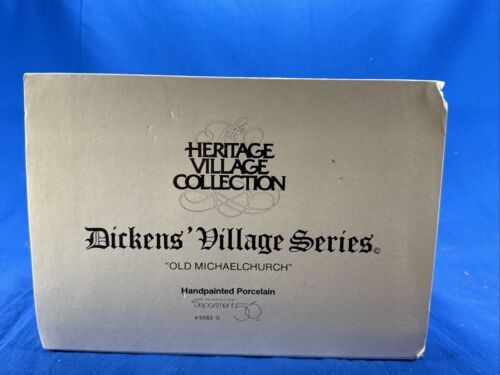 The
HERITAGE
VILLAGE
COLLECTION
Dickens' Village Series©
"OLD MICHAELCHURCH"
Handpainted Porcelain
Department 56
#5562-0